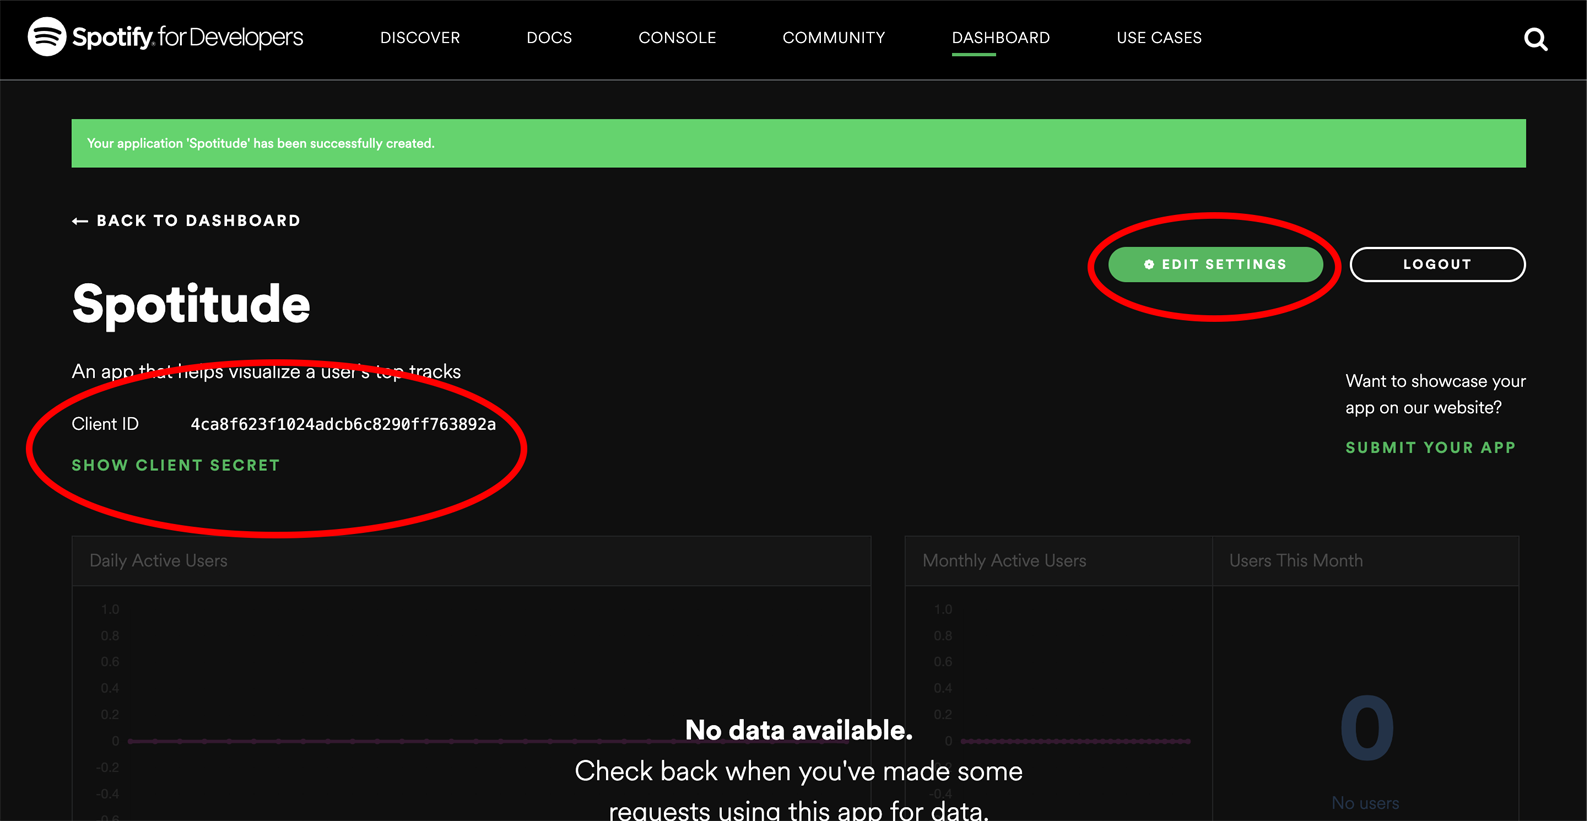 Spotify for Developers
DISCOVER
DOCS
CONSOLE
COMMUNITY
DASHBOARD
USE CASES
Your application 'Spotitude' has been successfully created.
← BACK TO DASHBOARD
EDIT SETTINGS
LOGOUT
Spotitude
An app that helps visualize a user's top tracks
Client ID 4ca8f623f1024adcb6c8290ff763892a
SHOW CLIENT SECRET
Want to showcase your
app on our website?
SUBMIT YOUR APP
Daily Active Users
1.0
0.8
0.6
0.4
0.2
0
-0.2
-0.4
-0.6
Monthly Active Users
1.0
0.8
0.6
0.4
0.2
0
-0.2
-0.4
Users This Month
0
No users
No data available.
Check back when you've made some
requests using this app for data.